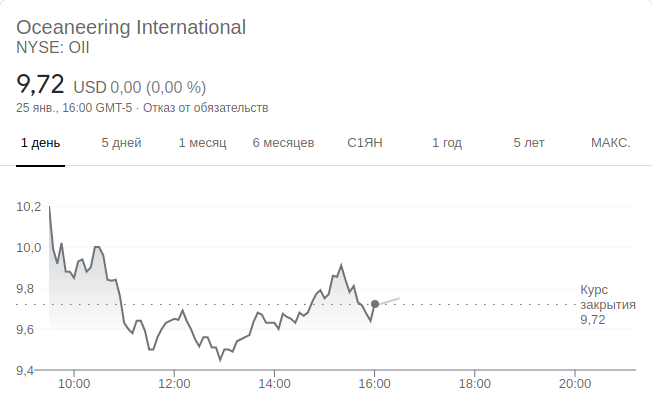 Oceaneering International
NYSE: OII
9,72 USD 0,00 (0,00 %)
25 янв., 16:00 GMT-5 · Отказ от обязательств
1 день 5 дней 1 месяц 6 месяцев С1ЯН 1 год 5 лет МАКС.
10,2
10,0
9,8
9,6
9,4
Курс
закрытия
9,72
10:00 12:00 14:00 16:00 18:00 20:00